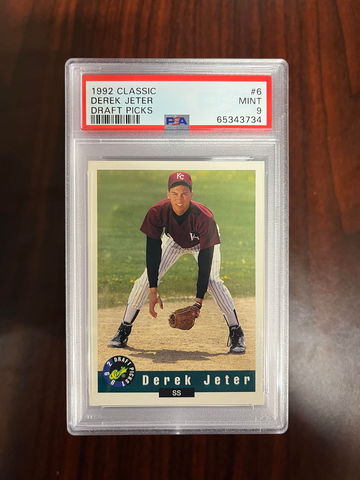 1992 CLASSIC #6
DEREK JETER MINT
DRAFT PICKS 9
PSA 65343734
KC
Derek Jeter
SS